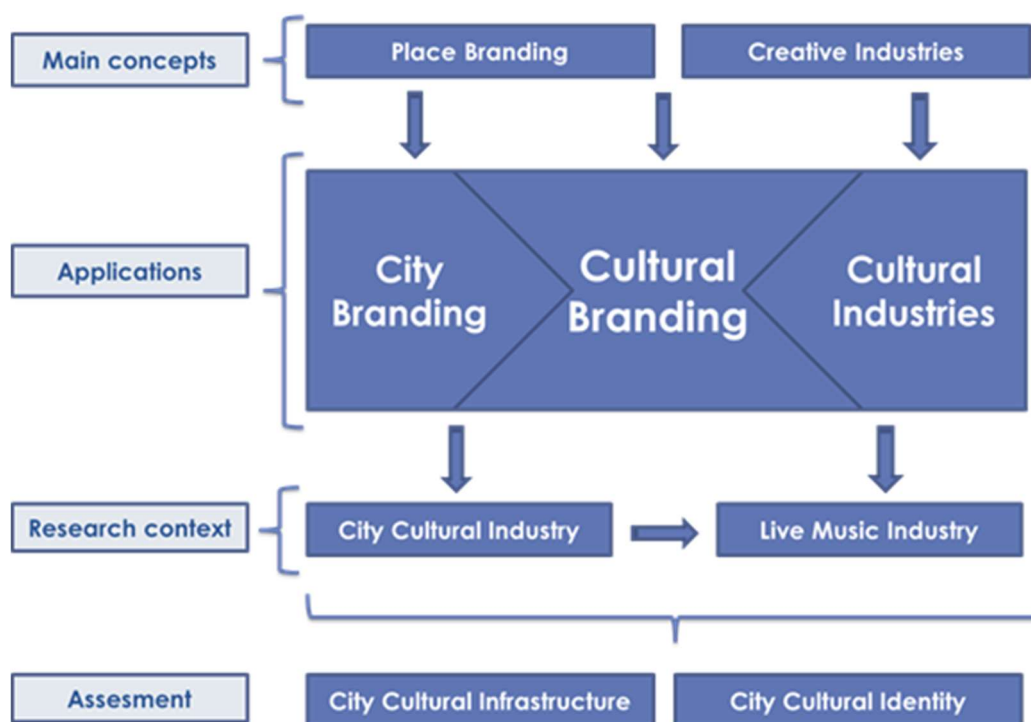 Main concepts
Place Branding
Creative Industries
Applications
City
Branding
Cultural
Branding
Cultural
Industries
Research context
City Cultural Industry
Live Music Industry
Assesment
City Cultural Infrastructure
City Cultural Identity